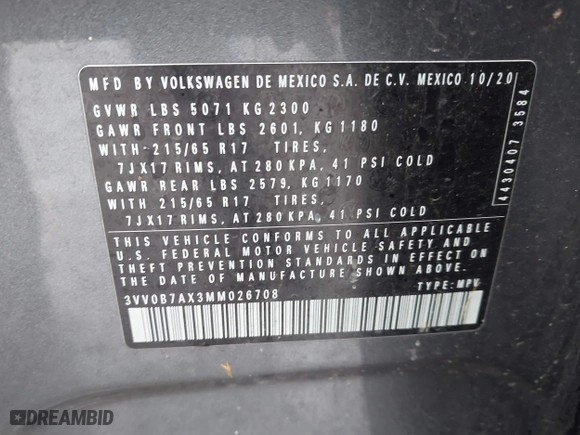 MFD BY VOLKSWAGEN DE MEXICO S.A. DE C.V. MEXICO 10/20
GVWR LBS 5071 KG 2300
GAWR FRONT LBS 2601, KG 1180
WITH 215/65 R17 TIRES,
7JX17 RIMS, AT 280 KPA, 41 PSI COLD
GAWR REAR LBS 2579, KG 1170
WITH 215/65 R17 TIRES,
7JX17 RIMS, AT 280 KPA, 41 PSI COLD
THIS VEHICLE CONFORMS TO ALL APPLICABLE
U.S. FEDERAL MOTOR VEHICLE SAFETY AND
THEFT PREVENTION STANDARDS IN EFFECT ON
THE DATE OF MANUFACTURE SHOWN ABOVE.
3VV0B7AX3MM026708 TYPE: MPV
4430407 3584
DREAMBID